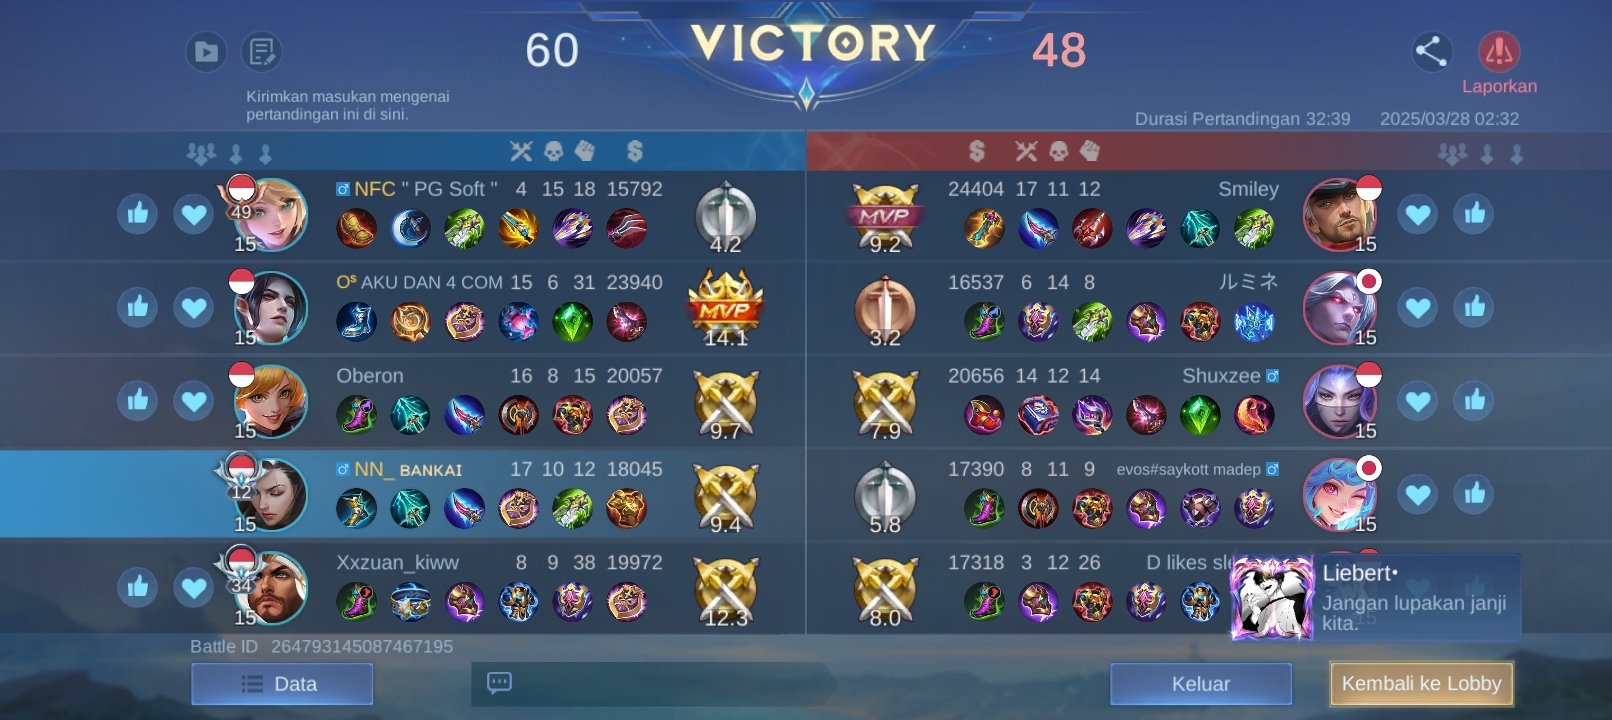 60 VICTORY 48
Laporkan
Kirimkan masukan mengenai
pertandingan ini di sini.
Durasi Pertandingan 32:39 2025/03/28 02:32
49 15 NFC " PG Soft " 4 15 18 15792 4.2
MVP 9.2 24404 17 11 12 Smiley 15
15 Oˢ AKU DAN 4 COM 15 6 31 23940 MVP 14.1
3.2 16537 6 14 8 ルミネ 15
15 Oberon 16 8 15 20057 9.7
7.9 20656 14 12 14 Shuxzee 15
12 15 NN_ BANKAI 17 10 12 18045 9.4
5.8 17390 8 11 9 evos#saykott madep 15
34 15 Xxzuan_kiww 8 9 38 19972 12.3
8.0 17318 3 12 26 D likes sle 15
Liebert•
Jangan lupakan janji
kita.
Battle ID 264793145087467195
Data
Keluar
Kembali ke Lobby